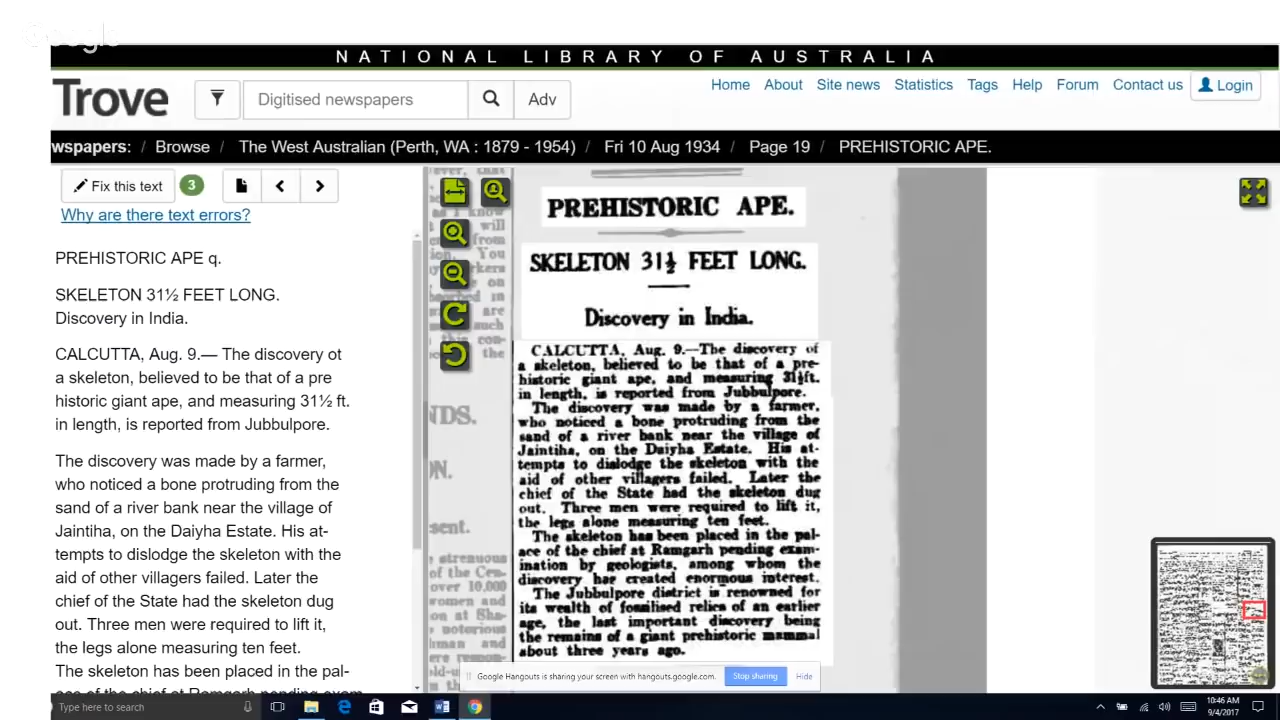 Google
NATIONAL LIBRARY OF AUSTRALIA
Trove
Digitised newspapers
Adv
Home About Site news Statistics Tags Help Forum Contact us Login
wspapers: / Browse / The West Australian (Perth, WA : 1879 - 1954) / Fri 10 Aug 1934 / Page 19 / PREHISTORIC APE.
Fix this text 3
Why are there text errors?
PREHISTORIC APE q.
SKELETON 31½ FEET LONG.
Discovery in India.
CALCUTTA, Aug. 9.— The discovery ot
a skeleton, believed to be that of a pre
historic giant ape, and measuring 31½ ft.
in length, is reported from Jubbulpore.
The discovery was made by a farmer,
who noticed a bone protruding from the
sand of a river bank near the village of
Jaintiha, on the Daiyha Estate. His at-
tempts to dislodge the skeleton with the
aid of other villagers failed. Later the
chief of the State had the skeleton dug
out. Three men were required to lift it,
the legs alone measuring ten feet.
The skeleton has been placed in the pal-
PREHISTORIC APE.
SKELETON 31½ FEET LONG.
Discovery in India.
CALCUTTA, Aug. 9.—The discovery of
a skeleton, believed to be that of a pre-
historic giant ape, and measuring 31½ft.
in length, is reported from Jubbulpore.
The discovery was made by a farmer,
who noticed a bone protruding from the
sand of a river bank near the village of
Jaintiha, on the Daiyha Estate. His at-
tempts to dislodge the skeleton with the
aid of other villagers failed. Later the
chief of the State had the skeleton dug
out. Three men were required to lift it,
the legs alone measuring ten feet.
The skeleton has been placed in the pal-
ace of the chief at Ramgarh pending exam-
ination by geologists, among whom the
discovery has created enormous interest.
The Jubbulpore district is renowned for
its wealth of fossilised relics of an earlier
age, the last important discovery being
the remains of a giant prehistoric mammal
about three years ago.
Google Hangouts is sharing your screen with hangouts.google.com. Stop sharing Hide
Type here to search
10:46 AM
9/4/2017